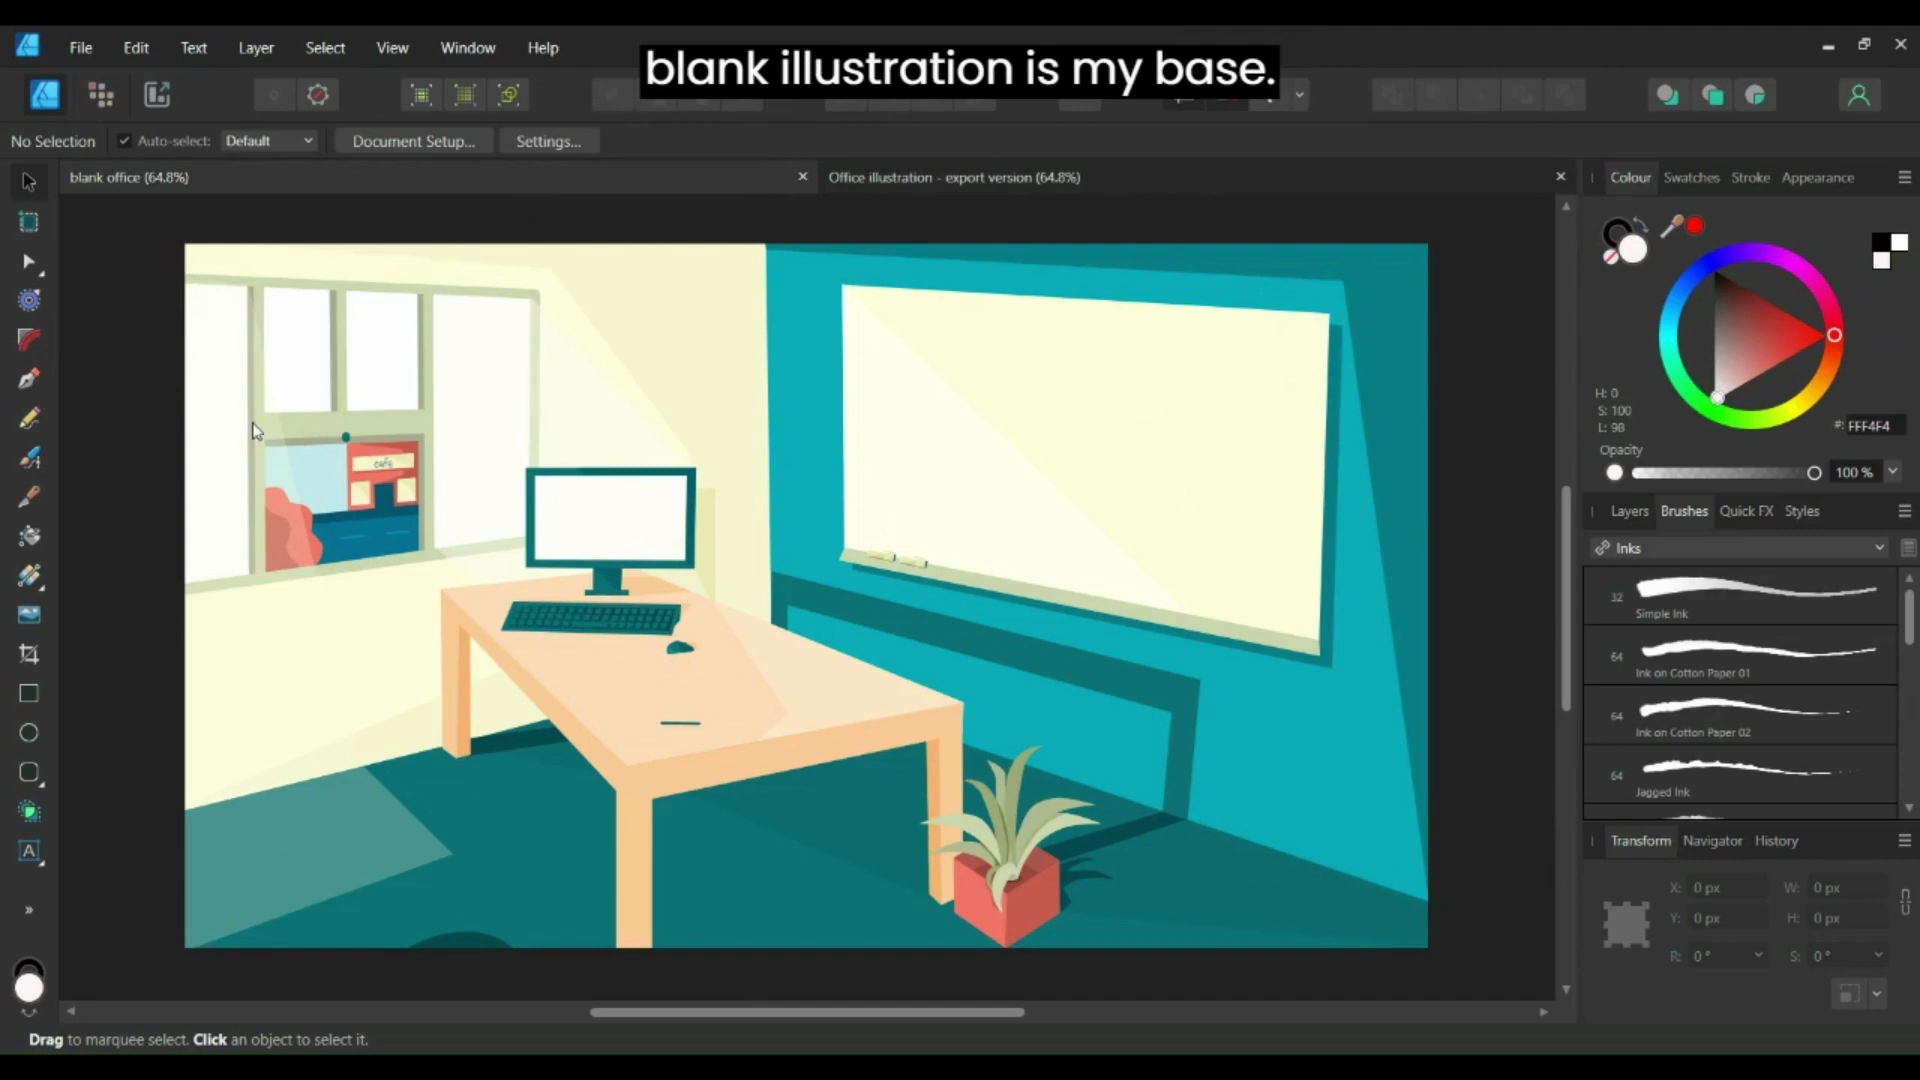 File Edit Text Layer Select View Window Help
blank illustration is my base.
No Selection Auto-select: Default Document Setup... Settings...
blank office (64.8%) Office illustration - export version (64.8%)
Colour Swatches Stroke Appearance
H: 0
S: 100
L: 98
#: FFF4F4
Opacity
100 %
Layers Brushes Quick FX Styles
Inks
32
Simple Ink
64
Ink on Cotton Paper 01
64
Ink on Cotton Paper 02
64
Jagged Ink
Transform Navigator History
X: 0 px W: 0 px
Y: 0 px H: 0 px
R: 0 ° S: 0 °
CAFE
A
Drag to marquee select. Click an object to select it.